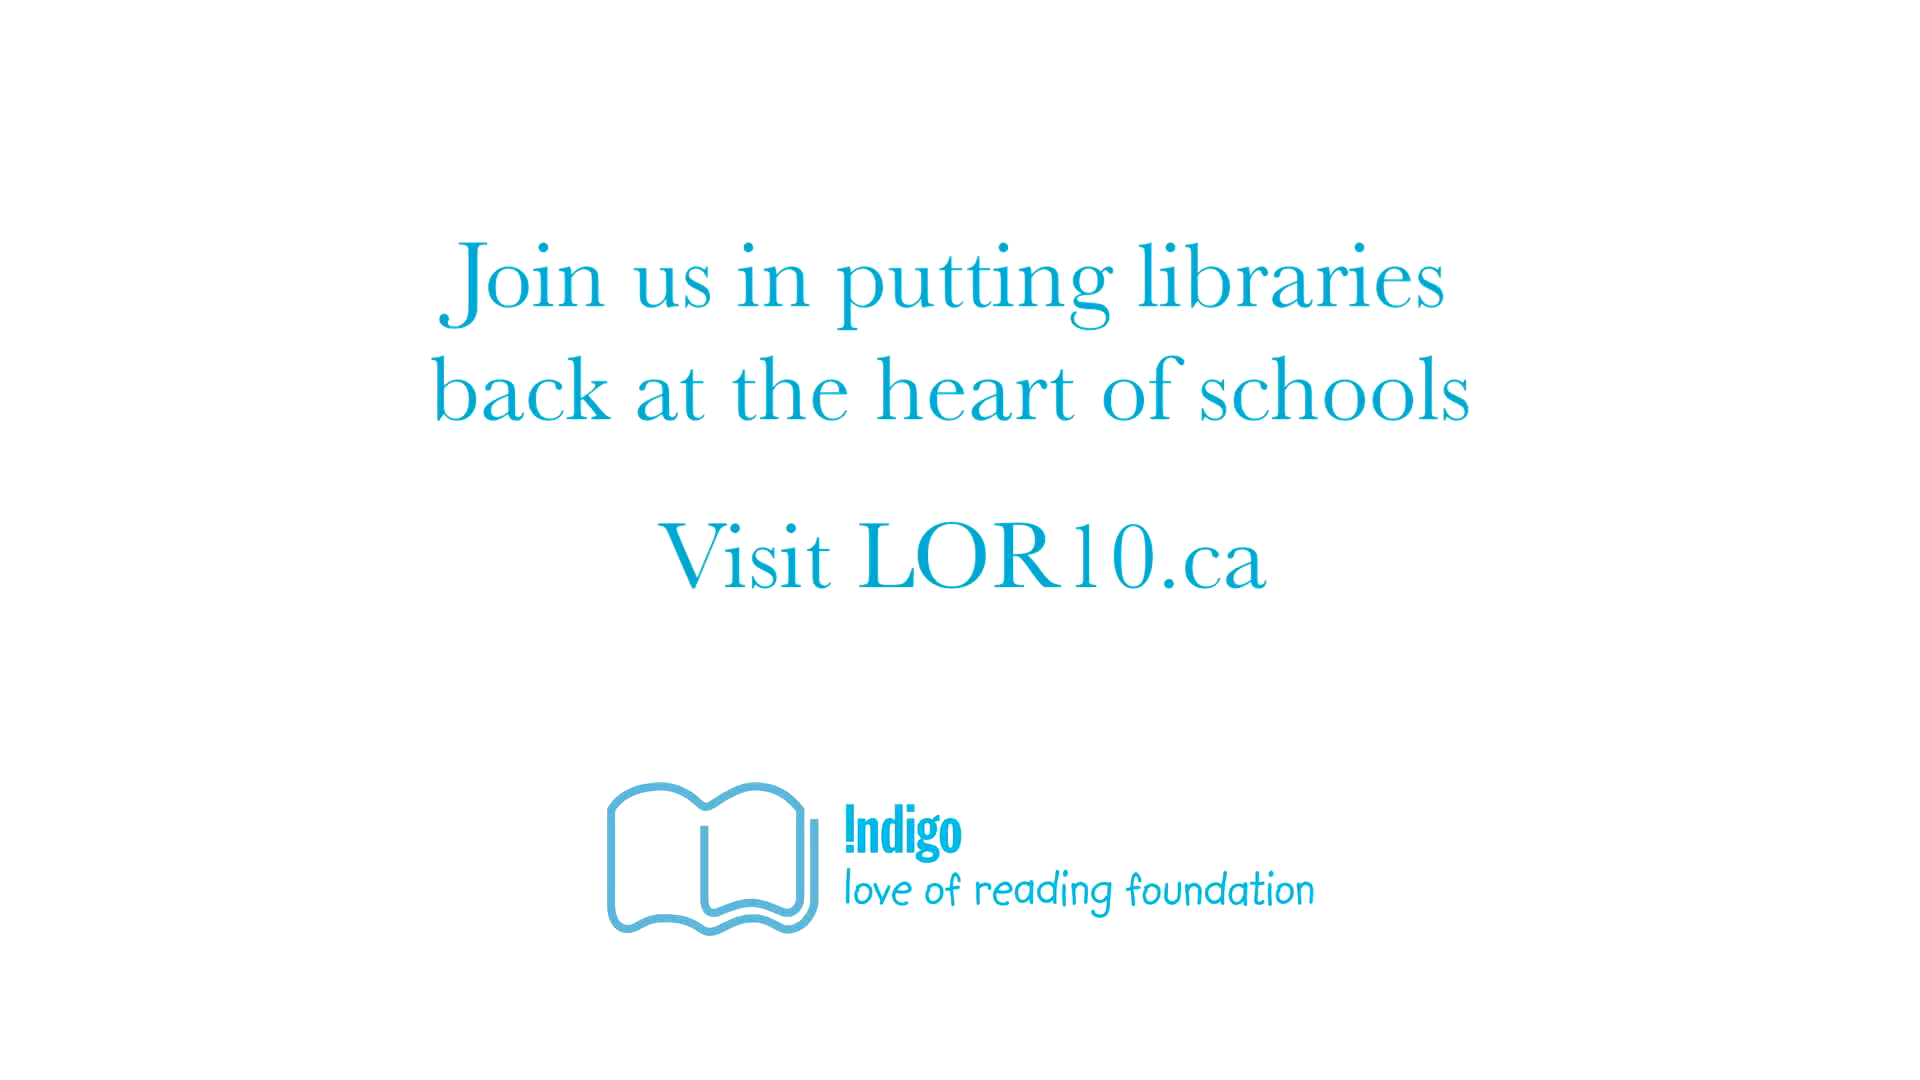 Join us in putting libraries
back at the heart of schools
Visit LOR10.ca
!ndigo
love of reading foundation